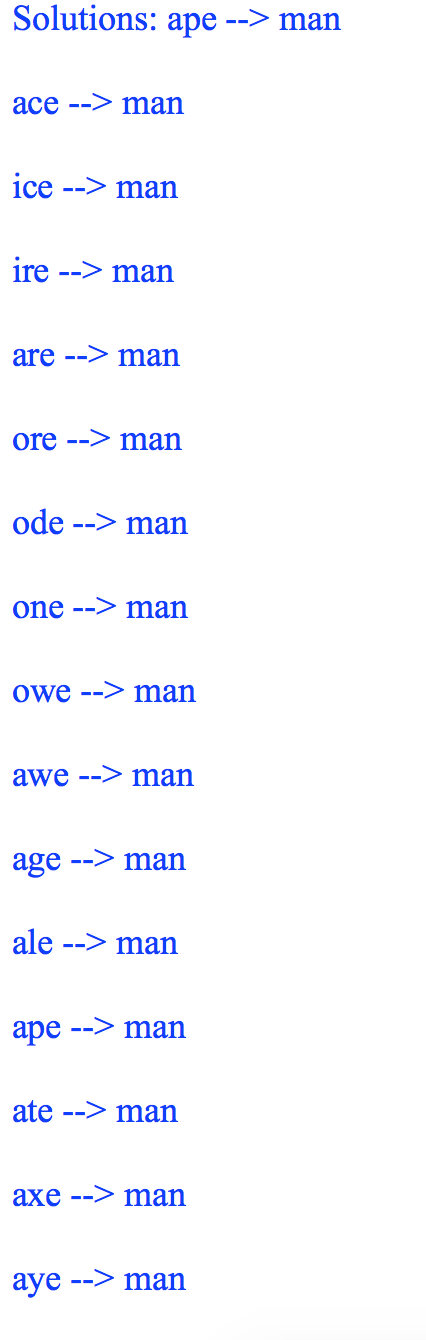 Solutions: ape --> man
ace --> man
ice --> man
ire --> man
are --> man
ore --> man
ode --> man
one --> man
owe --> man
awe --> man
age --> man
ale --> man
ape --> man
ate --> man
axe --> man
aye --> man